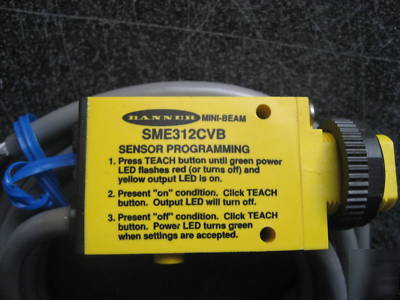 BANNER MINI-BEAM
SME312CVB
SENSOR PROGRAMMING
1. Press TEACH button until green power
LED flashes red (or turns off) and
yellow output LED is on.
2. Present "on" condition. Click TEACH
button. Output LED will turn off.
3. Present "off" condition. Click TEACH
button. Power LED turns green
when settings are accepted.